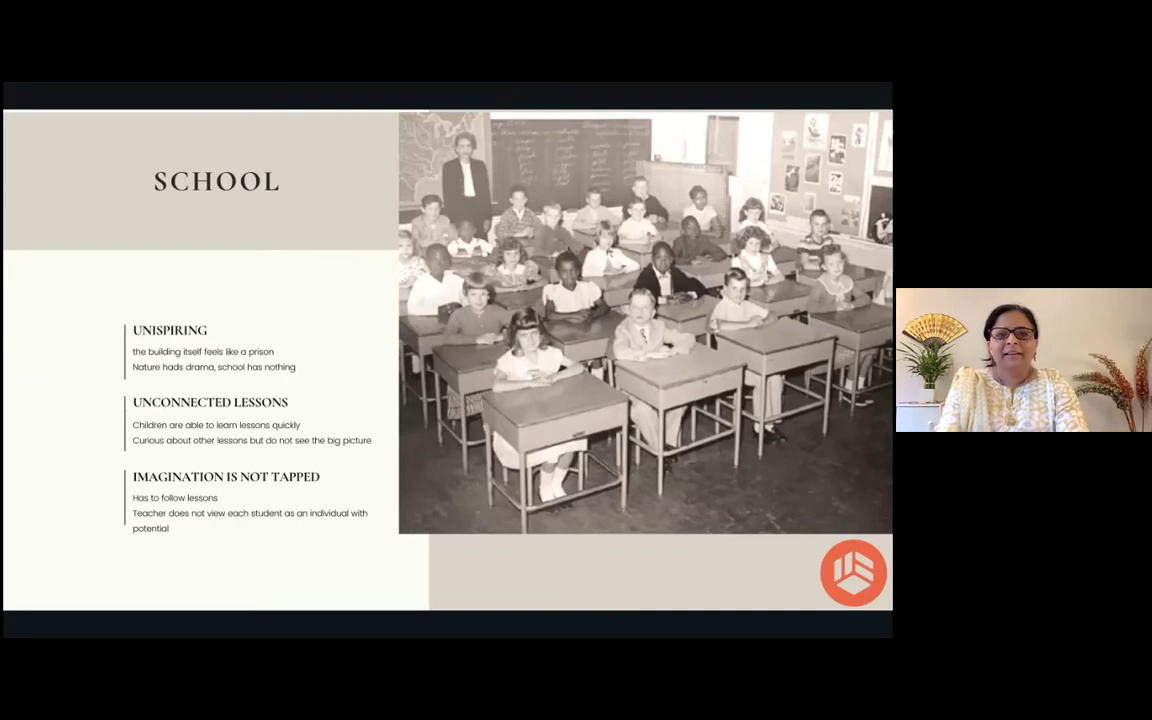 SCHOOL
UNISPIRING
the building itself feels like a prison
Nature hads drama, school has nothing
UNCONNECTED LESSONS
Children are able to learn lessons quickly
Curious about other lessons but do not see the big picture
IMAGINATION IS NOT TAPPED
Has to follow lessons
Teacher does not view each student as an individual with
potential